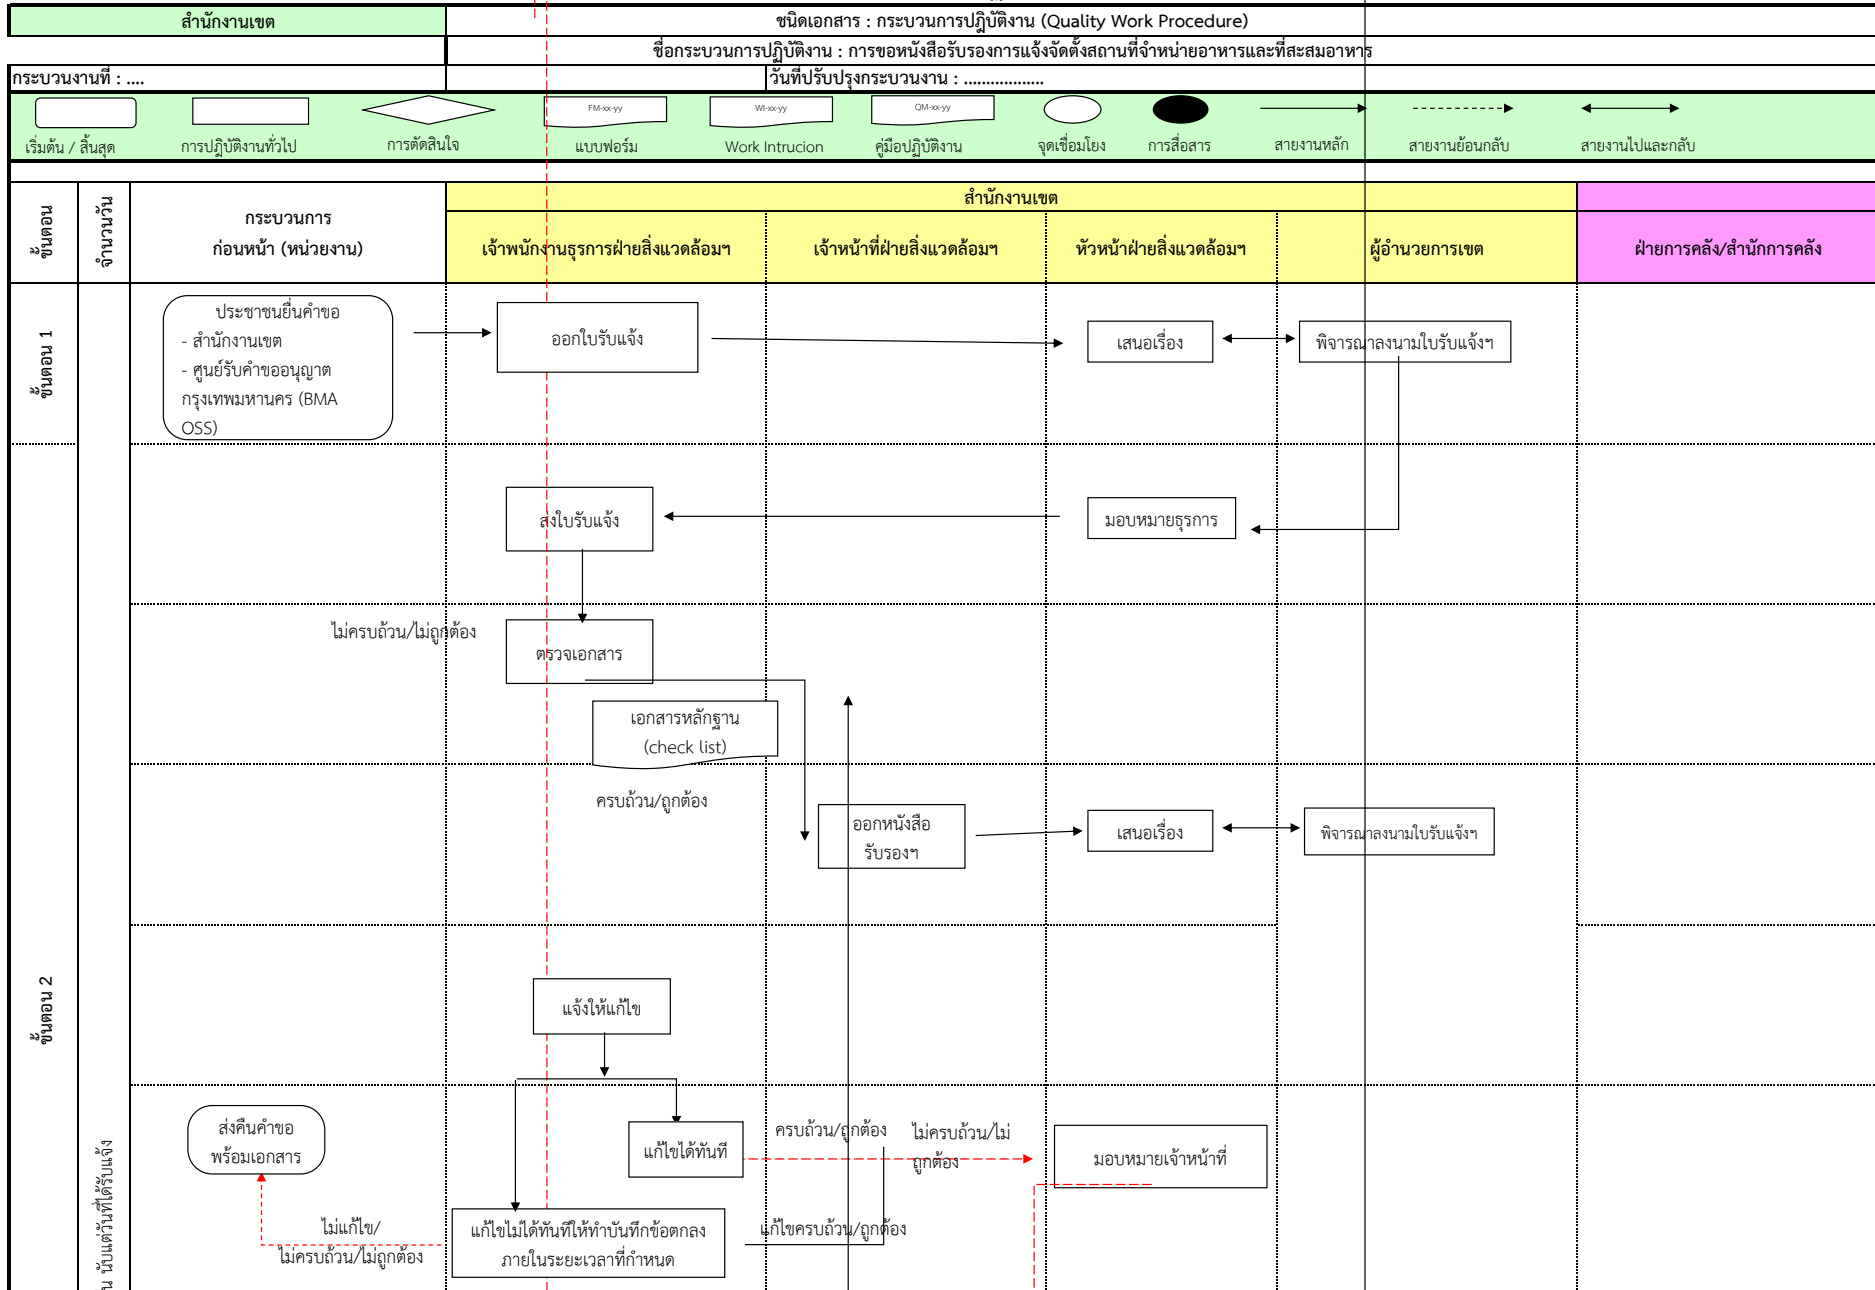 สำนักงานเขต
ชนิดเอกสาร : กระบวนการปฏิบัติงาน (Quality Work Procedure)
ชื่อกระบวนการปฏิบัติงาน : การขอหนังสือรับรองการแจ้งจัดตั้งสถานที่จำหน่ายอาหารและที่สะสมอาหาร
กระบวนงานที่ : ....
วันที่ปรับปรุงกระบวนงาน : ..................
FM-xx-yy
WI-xx-yy
QM-xx-yy
เริ่มต้น / สิ้นสุด
การปฏิบัติงานทั่วไป
การตัดสินใจ
แบบฟอร์ม
Work Intrucion
คู่มือปฏิบัติงาน
จุดเชื่อมโยง
การสื่อสาร
สายงานหลัก
สายงานย้อนกลับ
สายงานไปและกลับ
ขั้นตอน
จำนวนวัน
กระบวนการ
ก่อนหน้า (หน่วยงาน)
สำนักงานเขต
เจ้าพนักงานธุรการฝ่ายสิ่งแวดล้อมฯ
เจ้าหน้าที่ฝ่ายสิ่งแวดล้อมฯ
หัวหน้าฝ่ายสิ่งแวดล้อมฯ
ผู้อำนวยการเขต
ฝ่ายการคลัง/สำนักการคลัง
ขั้นตอน 1
ประชาชนยื่นคำขอ
- สำนักงานเขต
- ศูนย์รับคำขออนุญาต
กรุงเทพมหานคร (BMA
OSS)
ออกใบรับแจ้ง
เสนอเรื่อง
พิจารณาลงนามใบรับแจ้งฯ
ส่งใบรับแจ้ง
มอบหมายธุรการ
ไม่ครบถ้วน/ไม่ถูกต้อง
ตรวจเอกสาร
เอกสารหลักฐาน
(check list)
ครบถ้วน/ถูกต้อง
ออกหนังสือ
รับรองฯ
เสนอเรื่อง
พิจารณาลงนามใบรับแจ้งฯ
ขั้นตอน 2
แจ้งให้แก้ไข
ส่งคืนคำขอ
พร้อมเอกสาร
แก้ไขได้ทันที
ครบถ้วน/ถูกต้อง
ไม่ครบถ้วน/ไม่
ถูกต้อง
มอบหมายเจ้าหน้าที่
น นับแต่วันที่ได้รับแจ้ง
ไม่แก้ไข/
ไม่ครบถ้วน/ไม่ถูกต้อง
แก้ไขไม่ได้ทันทีให้ทำบันทึกข้อตกลง
ภายในระยะเวลาที่กำหนด
แก้ไขครบถ้วน/ถูกต้อง